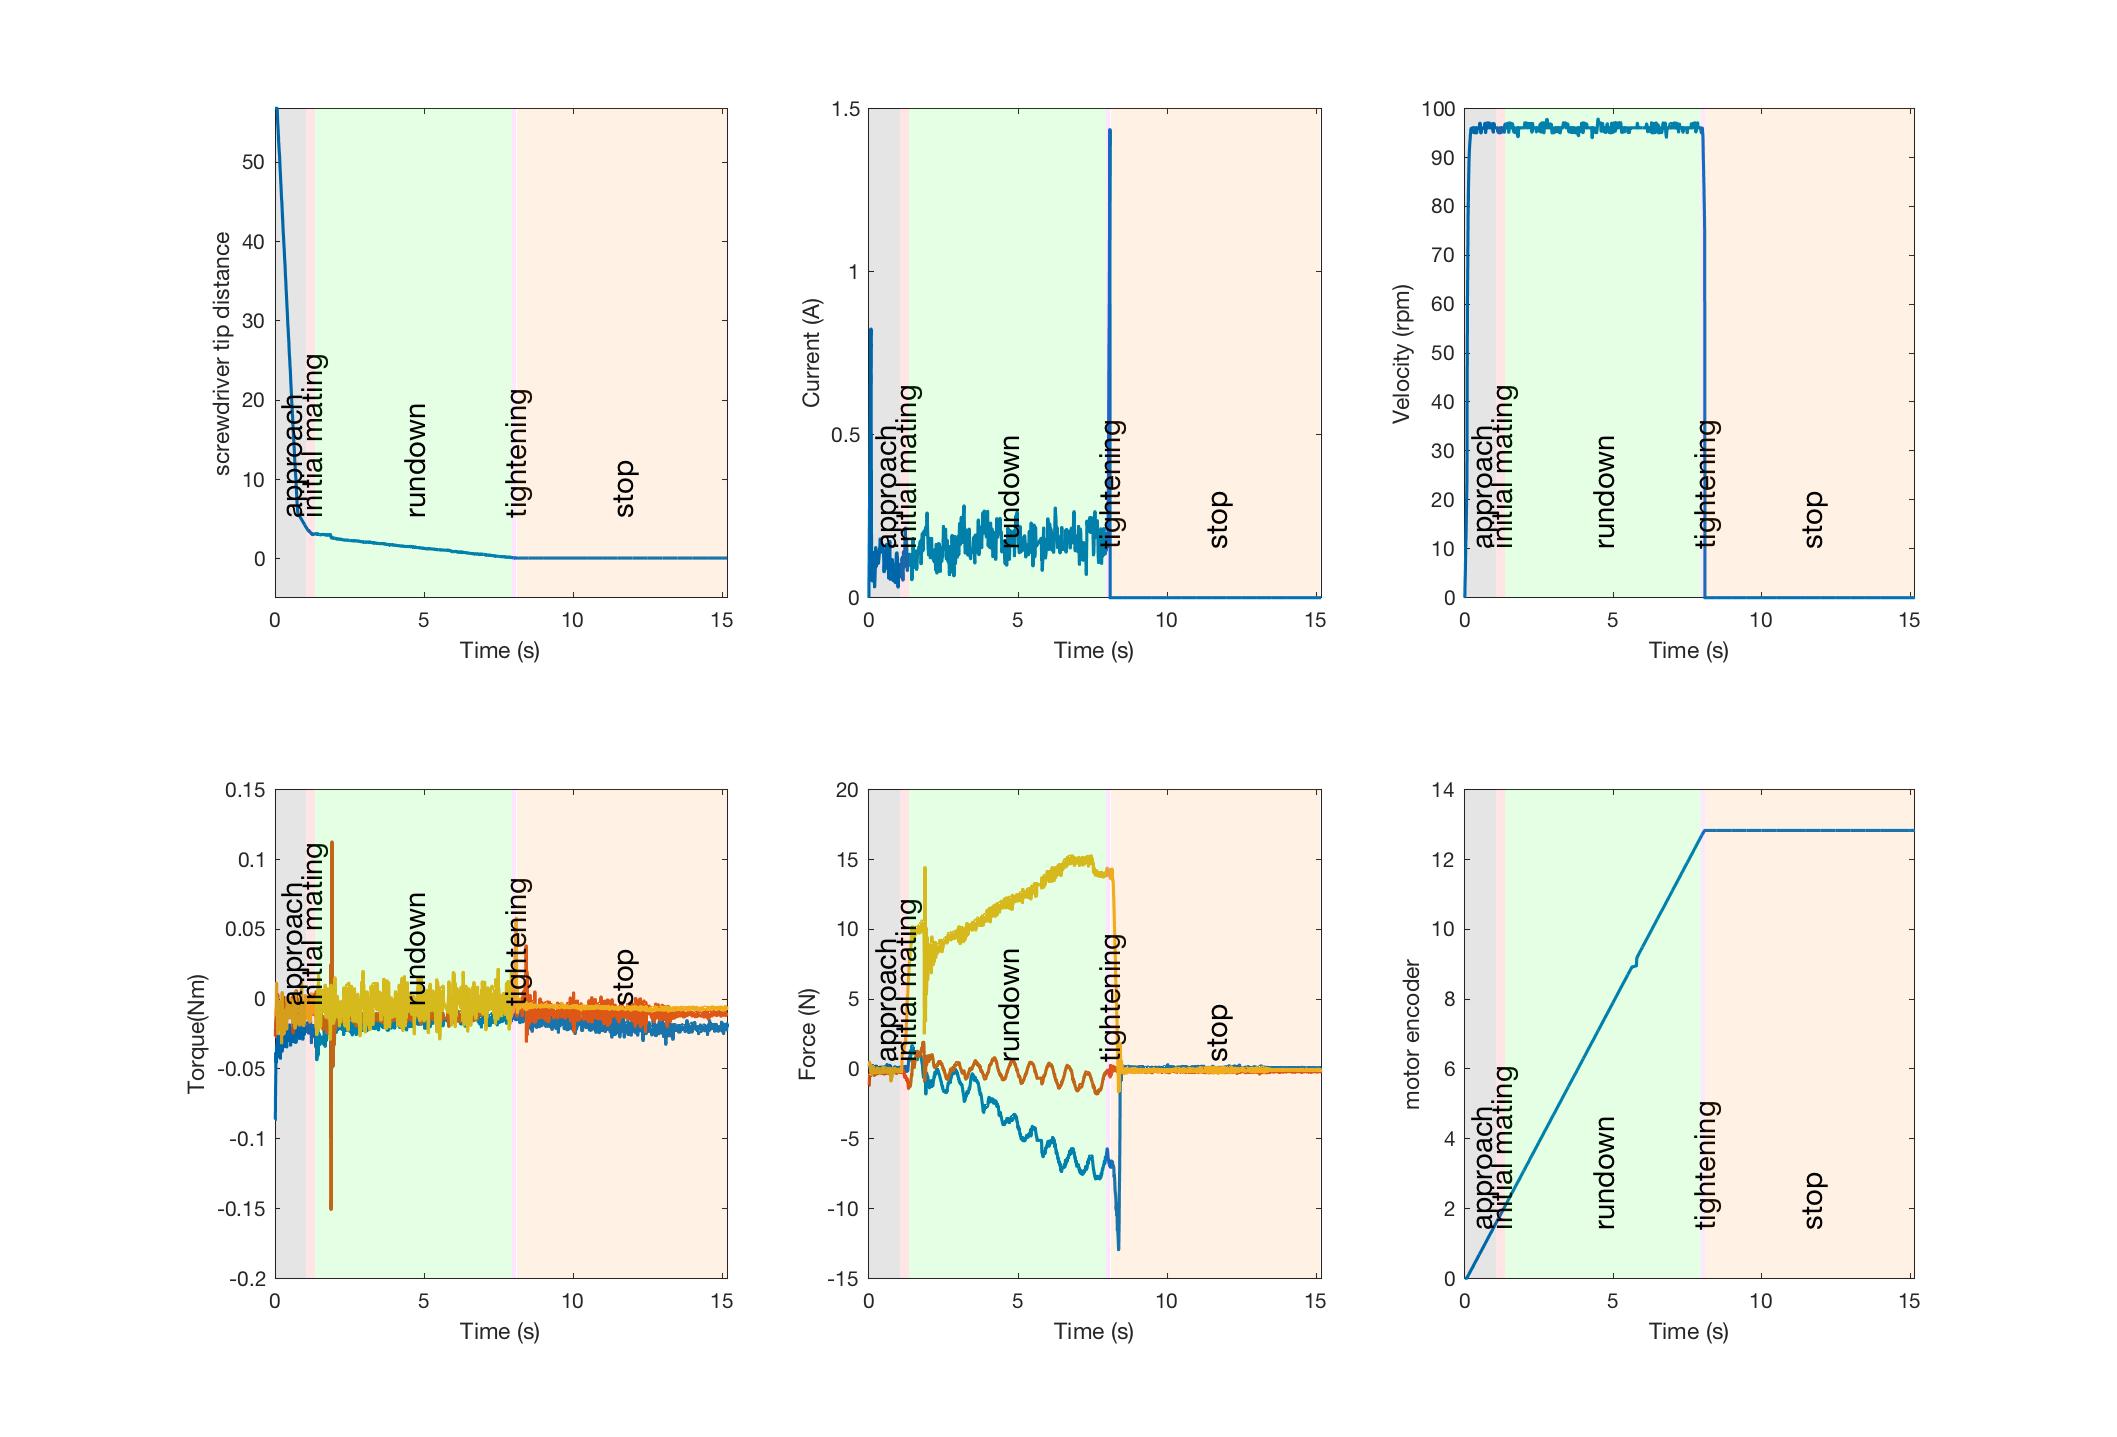 screwdriver tip distance
50
40
30
20
10
0
approach
initial mating
rundown
tightening
stop
0 5 10 15
Time (s)
Current (A)
1.5
1
0.5
0
approach
initial mating
rundown
tightening
stop
0 5 10 15
Time (s)
Velocity (rpm)
100
90
80
70
60
50
40
30
20
10
0
approach
initial mating
rundown
tightening
stop
0 5 10 15
Time (s)
Torque(Nm)
0.15
0.1
0.05
0
-0.05
-0.1
-0.15
-0.2
approach
initial mating
rundown
tightening
stop
0 5 10 15
Time (s)
Force (N)
20
15
10
5
0
-5
-10
-15
approach
initial mating
rundown
tightening
stop
0 5 10 15
Time (s)
motor encoder
14
12
10
8
6
4
2
0
approach
initial mating
rundown
tightening
stop
0 5 10 15
Time (s)